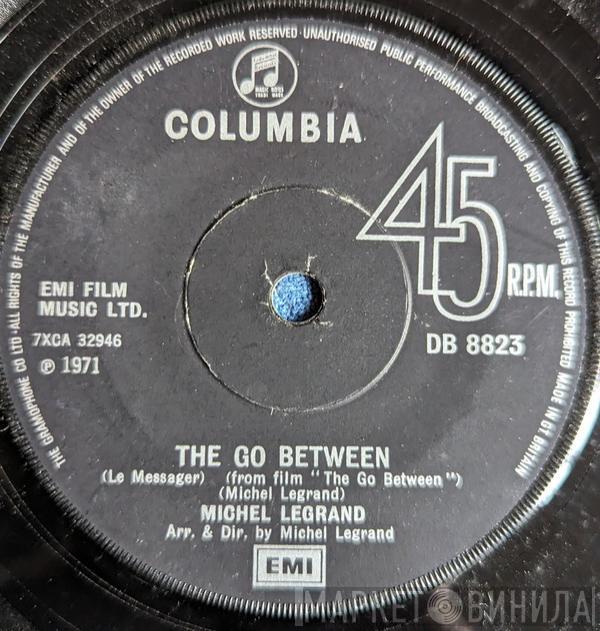 THE GRAMOPHONE CO LTD·ALL RIGHTS OF THE MANUFACTURER AND OF THE OWNER OF THE RECORDED WORK RESERVED·UNAUTHORISED PUBLIC PERFORMANCE BROADCASTING AND COPYING OF THIS RECORD PROHIBITED MADE IN GT BRITAIN
COLUMBIA
45
R.P.M.
EMI FILM
MUSIC LTD.
7XCA 32946
℗ 1971
DB 8823
THE GO BETWEEN
(Le Messager) (from film "The Go Between")
(Michel Legrand)
MICHEL LEGRAND
Arr. & Dir. by Michel Legrand
EMI
МАРКЕТ ВИНИЛА